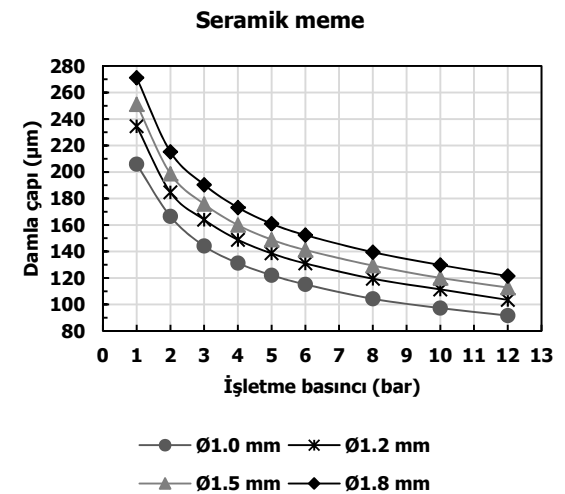 Seramik meme
280
260
240
220
200
180
160
140
120
100
80
Damla çapı (µm)
0 1 2 3 4 5 6 7 8 9 10 11 12 13
İşletme basıncı (bar)
Ø1.0 mm Ø1.2 mm
Ø1.5 mm Ø1.8 mm